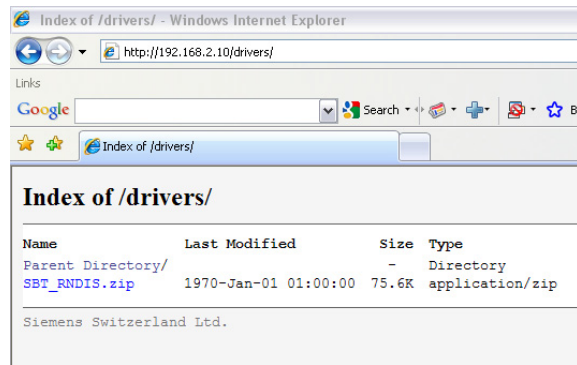 Index of /drivers/ - Windows Internet Explorer
http://192.168.2.10/drivers/
Links
Google Search
Index of /drivers/
Index of /drivers/
Name Last Modified Size Type
Parent Directory/ - Directory
SBT_RNDIS.zip 1970-Jan-01 01:00:00 75.6K application/zip
Siemens Switzerland Ltd.